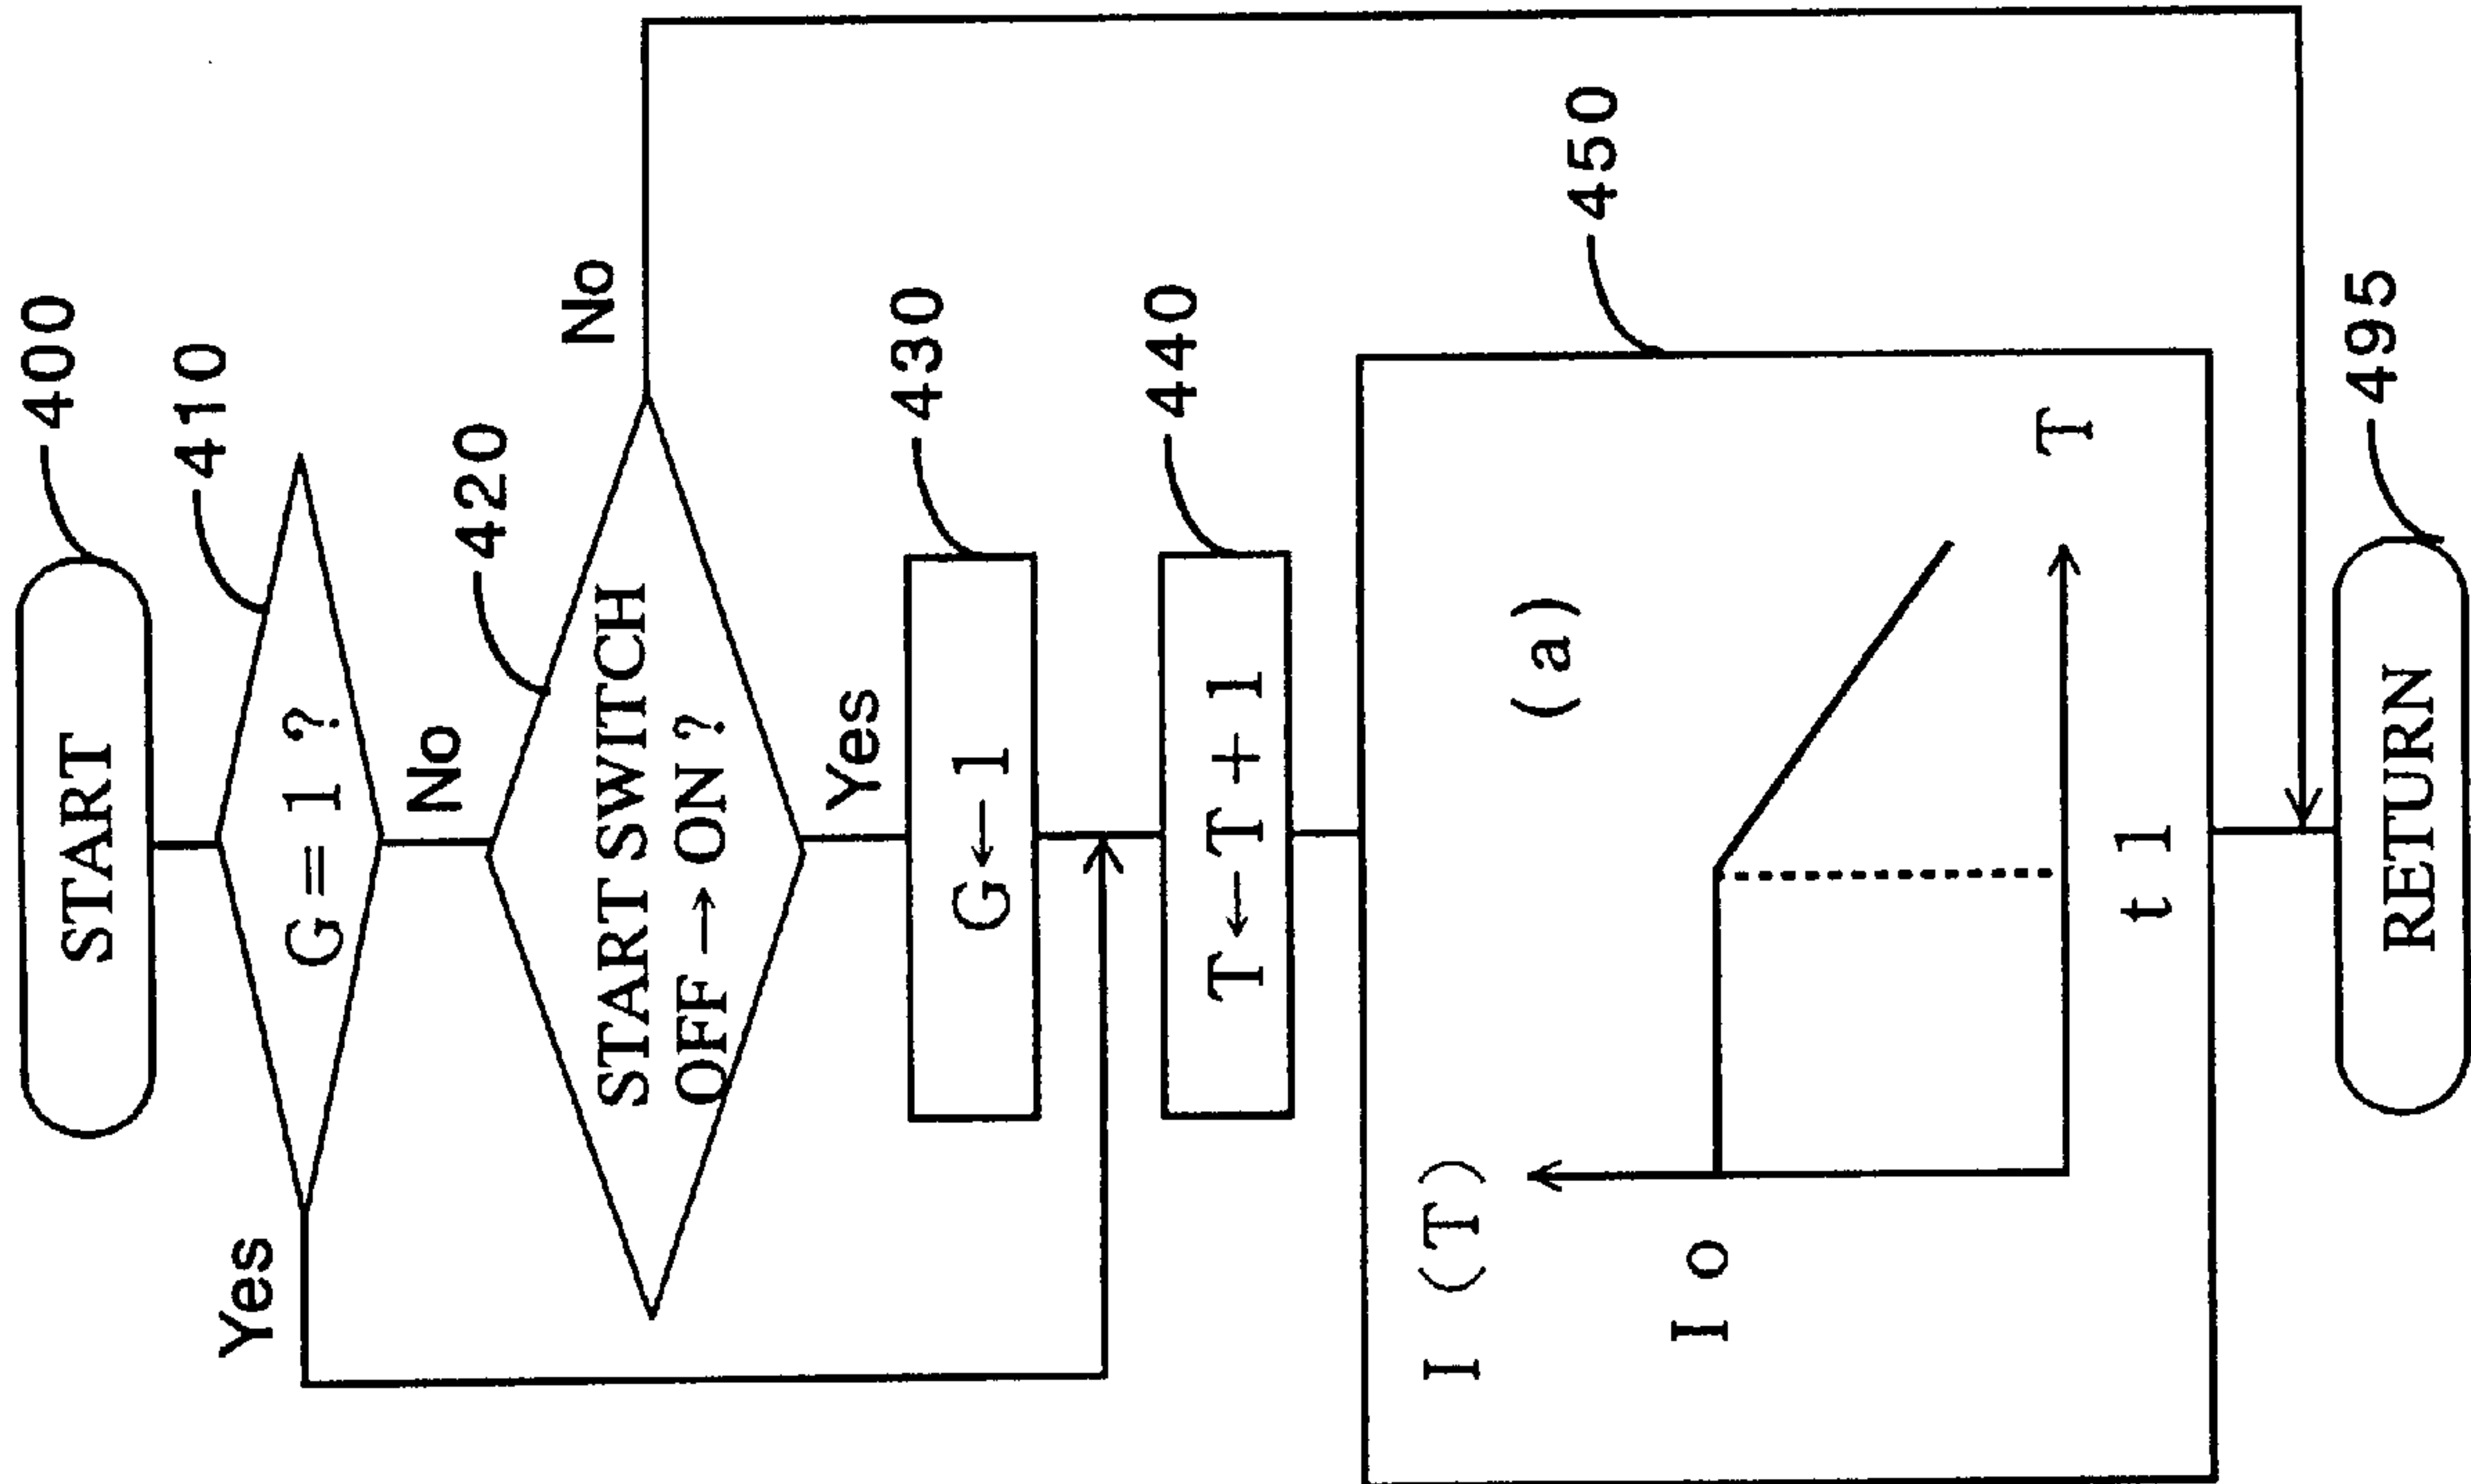 START
400
G=1?
410
Yes
No
START SWITCH
OFF → ON?
420
No
Yes
G←1
430
T←T+1
440
450
(a)
I(T)
Io
t1
T
RETURN
495